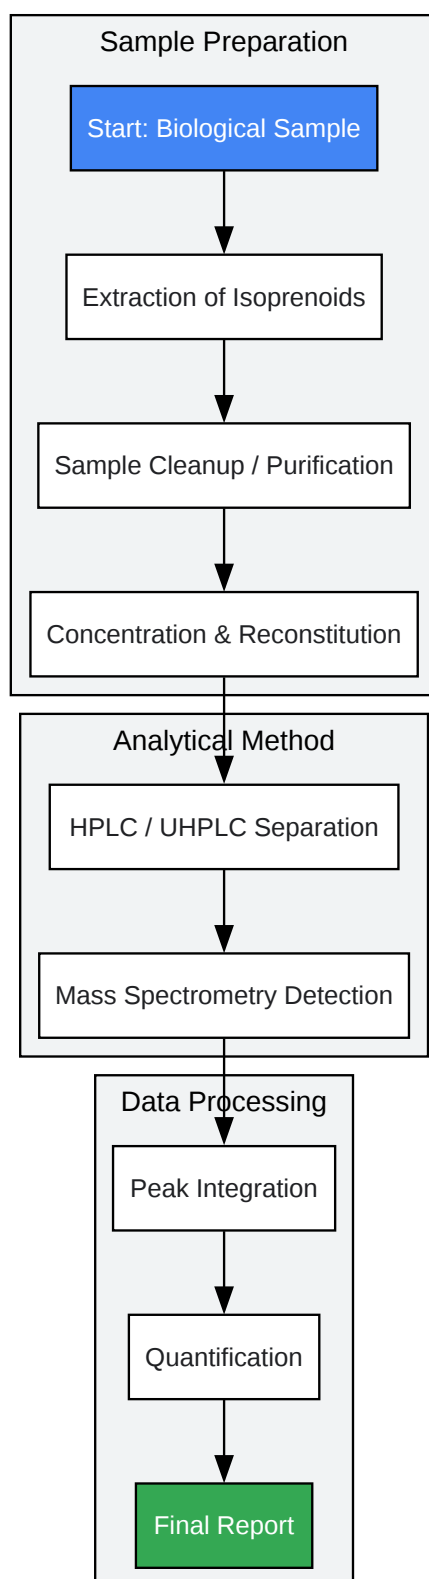 Sample Preparation
Start: Biological Sample
Extraction of Isoprenoids
Sample Cleanup / Purification
Concentration & Reconstitution
Analytical Method
HPLC / UHPLC Separation
Mass Spectrometry Detection
Data Processing
Peak Integration
Quantification
Final Report